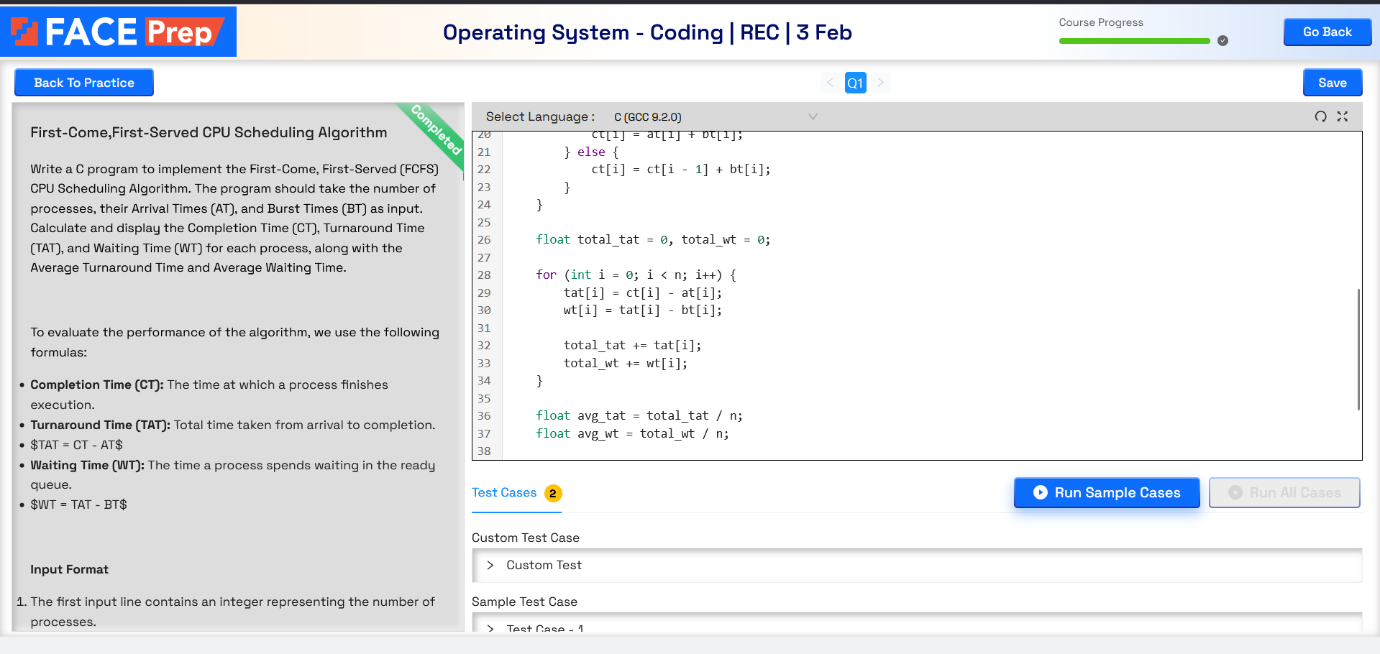 FACE Prep
Operating System - Coding | REC | 3 Feb
Course Progress
Go Back
Back To Practice
< Q1 >
Save
Completed
First-Come,First-Served CPU Scheduling Algorithm
Write a C program to implement the First-Come, First-Served (FCFS)
CPU Scheduling Algorithm. The program should take the number of
processes, their Arrival Times (AT), and Burst Times (BT) as input.
Calculate and display the Completion Time (CT), Turnaround Time
(TAT), and Waiting Time (WT) for each process, along with the
Average Turnaround Time and Average Waiting Time.
To evaluate the performance of the algorithm, we use the following
formulas:
• Completion Time (CT): The time at which a process finishes
execution.
• Turnaround Time (TAT): Total time taken from arrival to completion.
• $TAT = CT - AT$
• Waiting Time (WT): The time a process spends waiting in the ready
queue.
• $WT = TAT - BT$
Input Format
1. The first input line contains an integer representing the number of
processes.
Select Language : C (GCC 9.2.0)
20 ct[i] = at[i] + bt[i];
21 } else {
22 ct[i] = ct[i - 1] + bt[i];
23 }
24 }
25
26 float total_tat = 0, total_wt = 0;
27
28 for (int i = 0; i < n; i++) {
29 tat[i] = ct[i] - at[i];
30 wt[i] = tat[i] - bt[i];
31
32 total_tat += tat[i];
33 total_wt += wt[i];
34 }
35
36 float avg_tat = total_tat / n;
37 float avg_wt = total_wt / n;
38
Test Cases 2
Run Sample Cases
Run All Cases
Custom Test Case
> Custom Test
Sample Test Case
> Test Case - 1